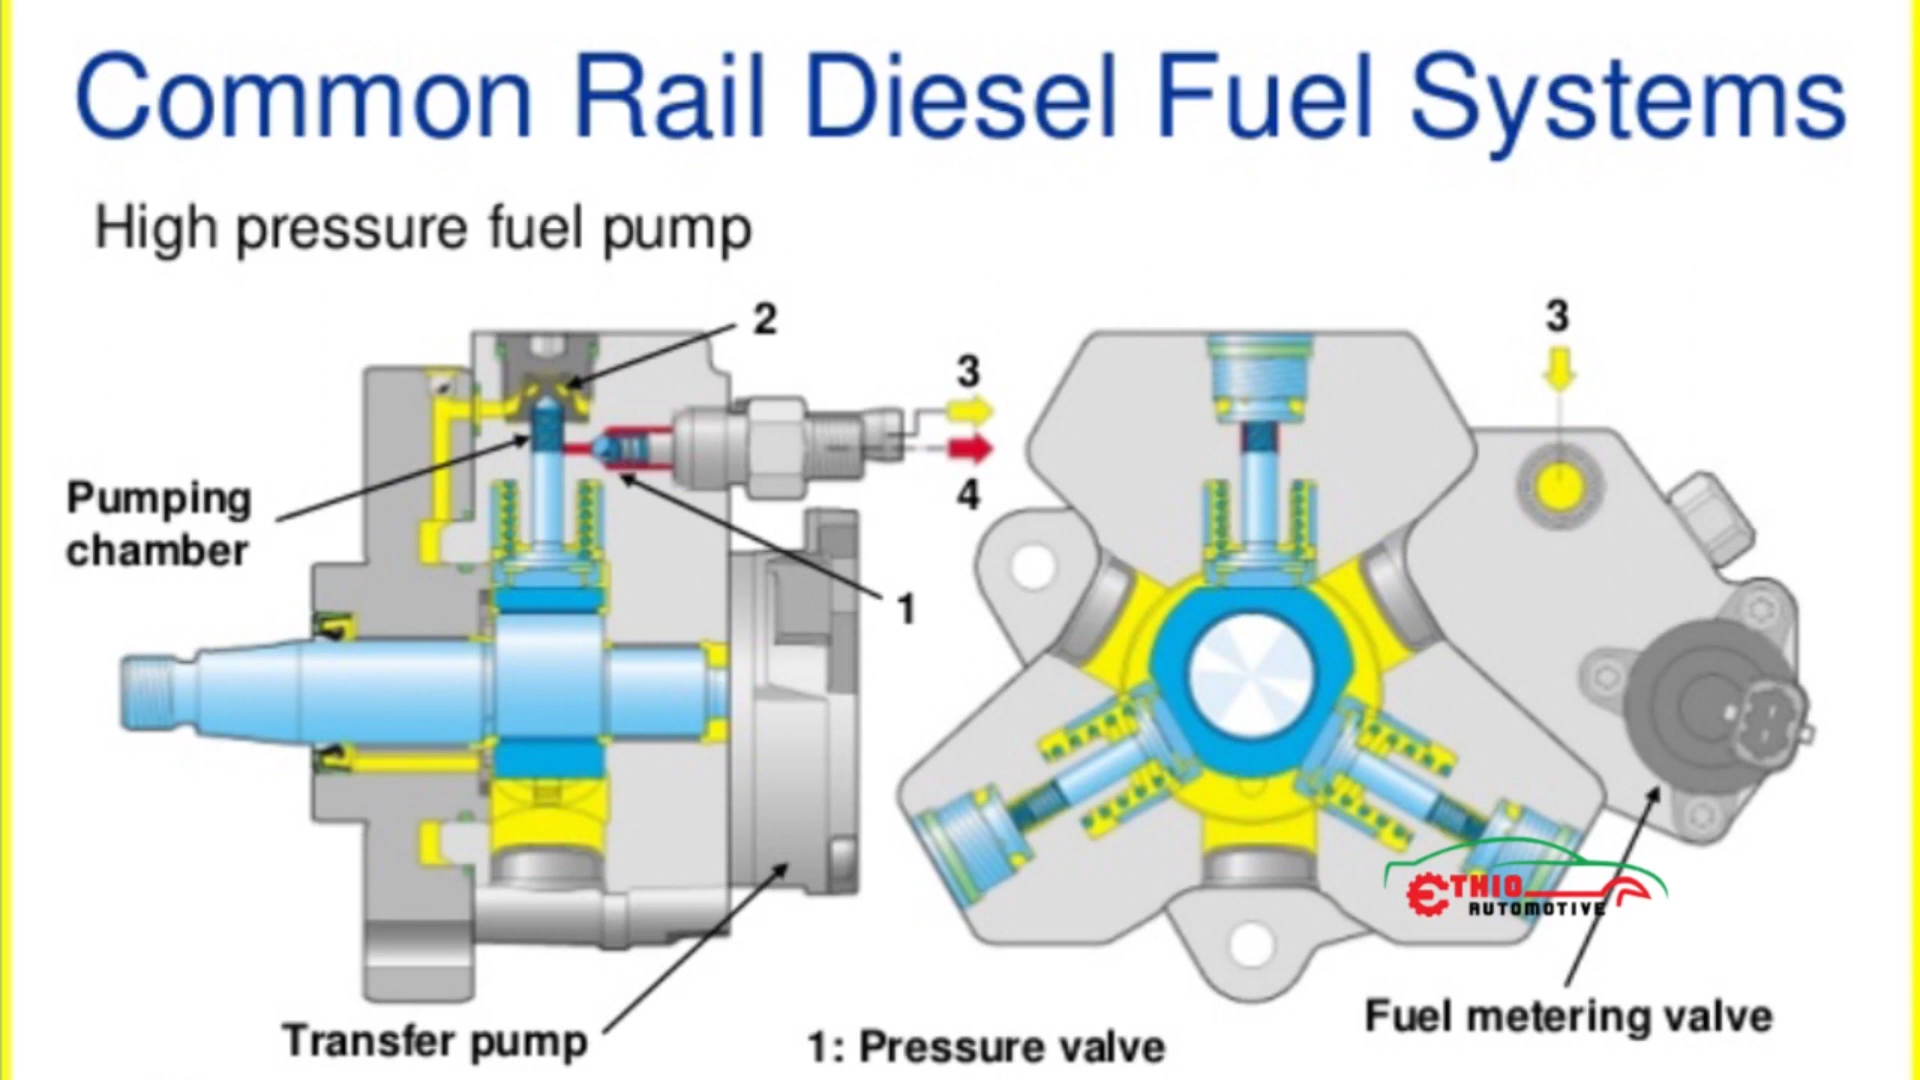 Common Rail Diesel Fuel Systems
High pressure fuel pump
2
3
3
4
Pumping
chamber
1
ETHIO
AUTOMOTIVE
Fuel metering valve
Transfer pump
1: Pressure valve